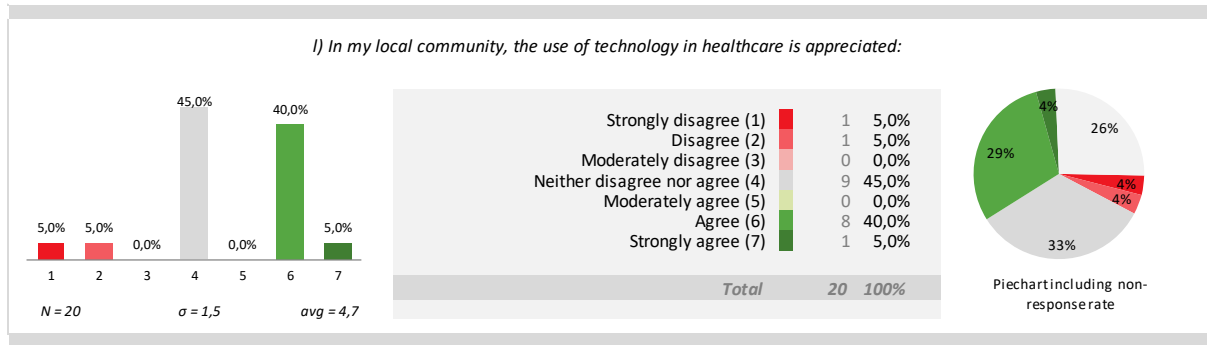 l) In my local community, the use of technology in healthcare is appreciated:
5,0%
5,0%
0,0%
45,0%
0,0%
40,0%
5,0%
1 2 3 4 5 6 7
N = 20 σ = 1,5 avg = 4,7
Strongly disagree (1) 1 5,0%
Disagree (2) 1 5,0%
Moderately disagree (3) 0 0,0%
Neither disagree nor agree (4) 9 45,0%
Moderately agree (5) 0 0,0%
Agree (6) 8 40,0%
Strongly agree (7) 1 5,0%
Total 20 100%
4%
26%
29%
4%
4%
33%
Piechart including non-
response rate